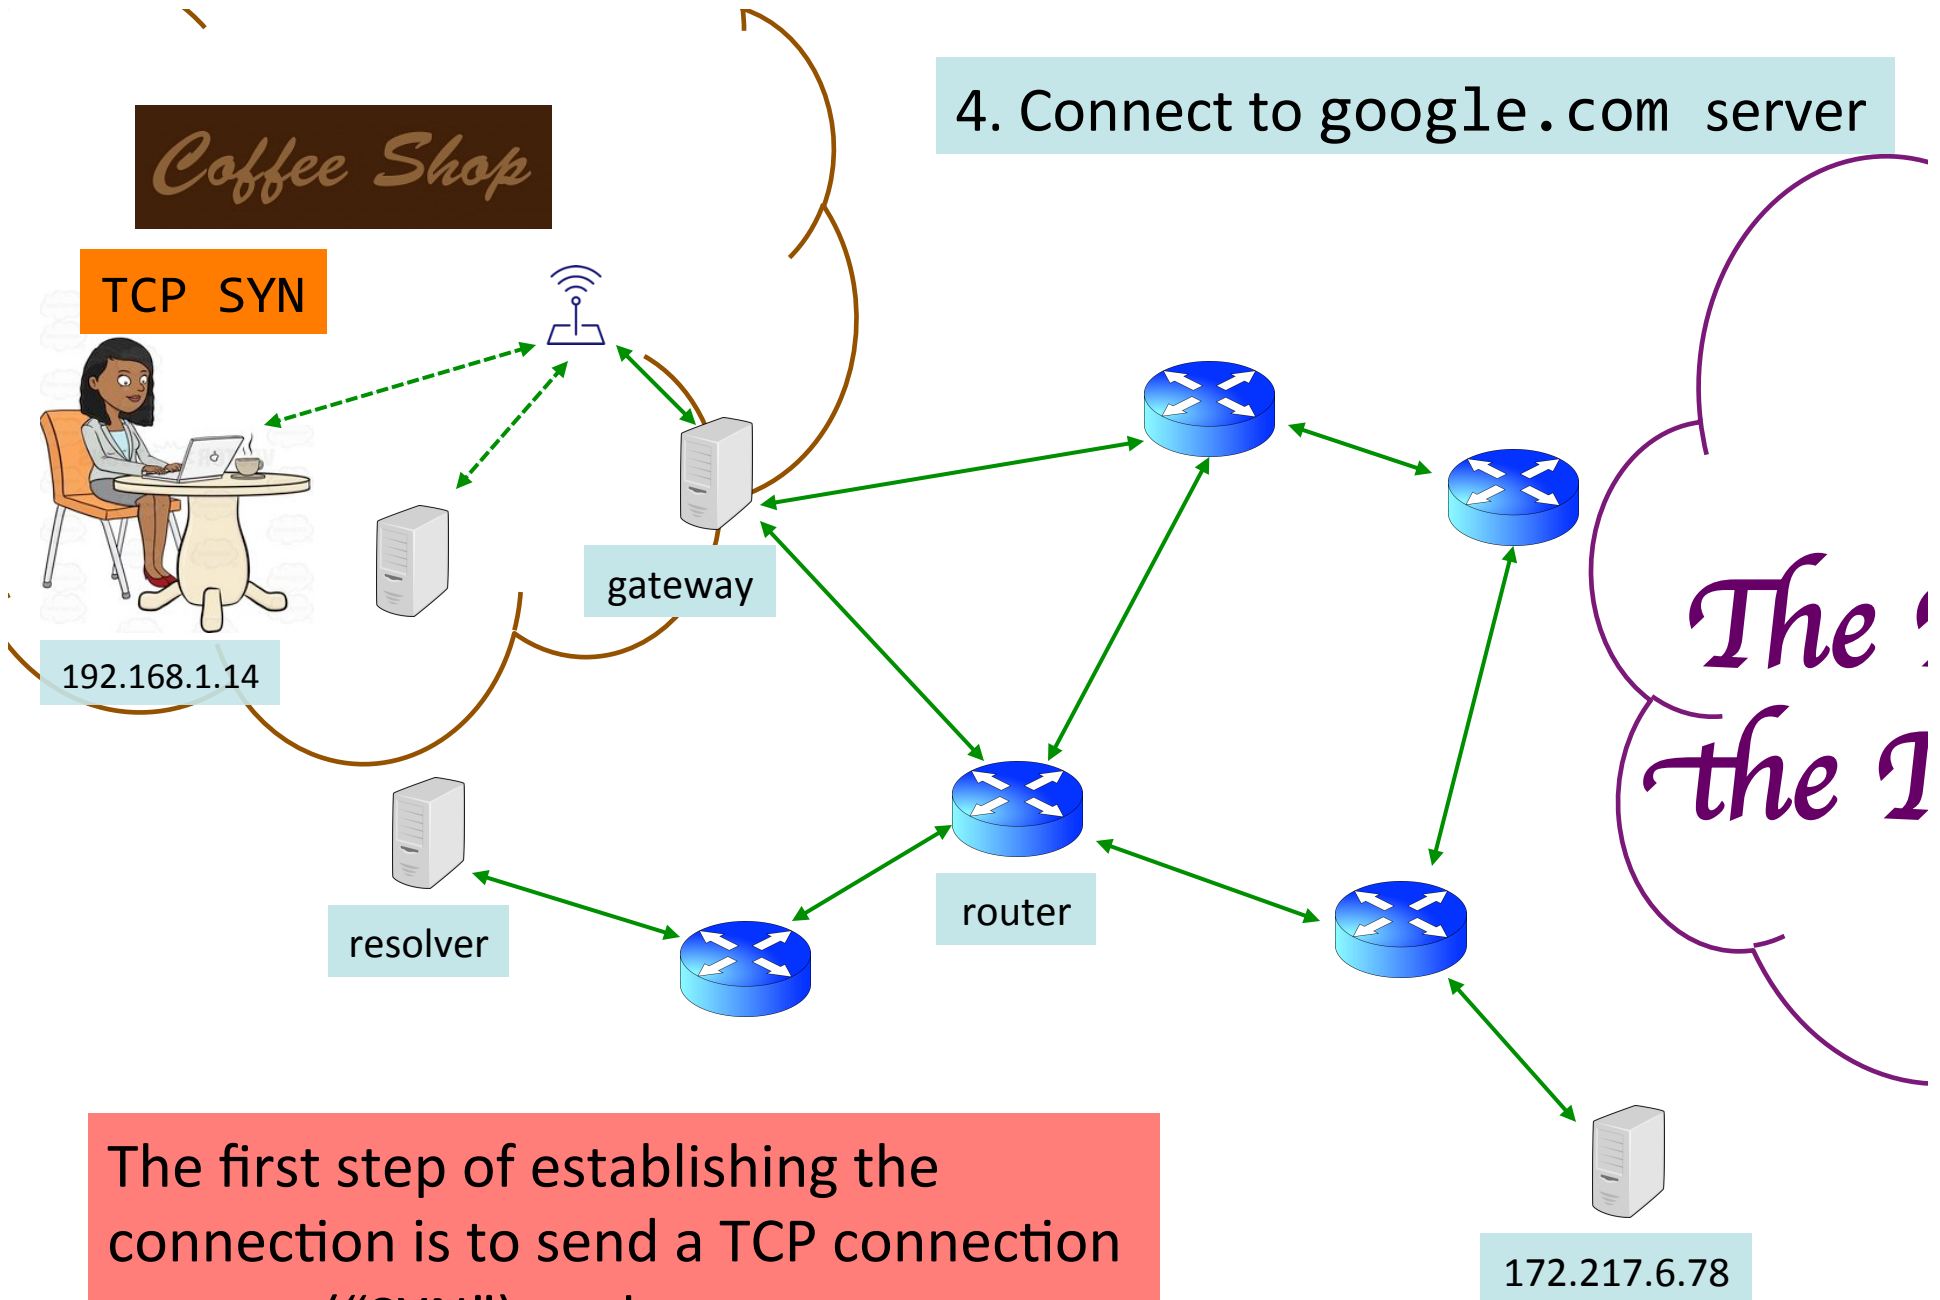 4. Connect to google.com server
Coffee Shop
TCP SYN
gateway
192.168.1.14
The
the
router
resolver
The first step of establishing the
connection is to send a TCP connection
172.217.6.78